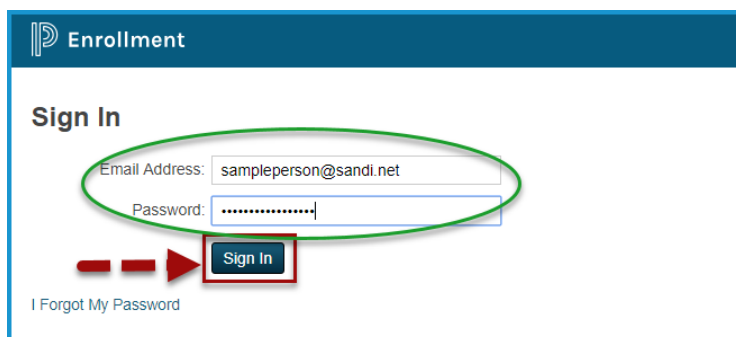 Enrollment
Sign In
Email Address: sampleperson@sandi.net
Password: •••••••••••••••••
Sign In
I Forgot My Password